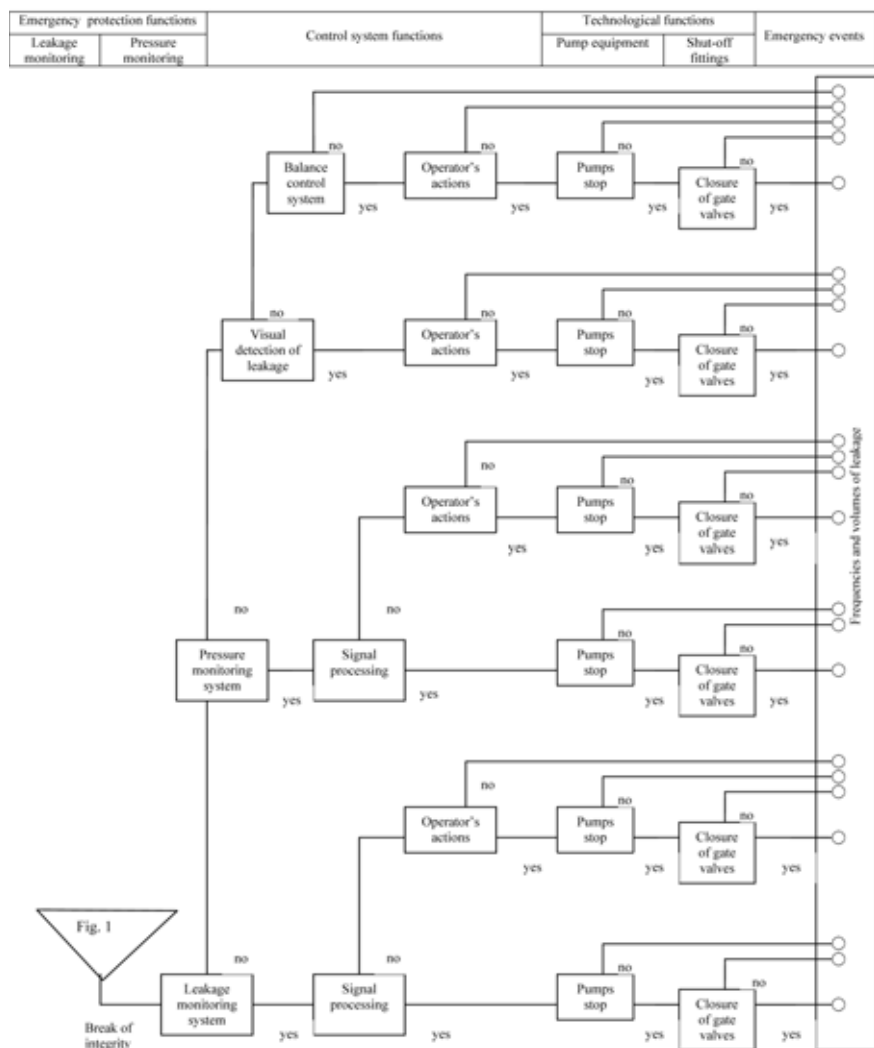 Emergency protection functions
Control system functions
Technological functions
Emergency events
Leakage
monitoring
Pressure
monitoring
Pump equipment
Shut-off
fittings
no
no
no
no
Balance
control
system
Operator's
actions
Pumps
stop
Closure
of gate
valves
yes
yes
yes
yes
no
no
no
no
Visual
detection of
leakage
Operator's
actions
Pumps
stop
Closure
of gate
valves
yes
yes
yes
yes
no
no
no
Operator's
actions
Pumps
stop
Closure
of gate
valves
yes
yes
yes
Frequencies and volumes of leakage
no
no
no
no
Pressure
monitoring
system
Signal
processing
Pumps
stop
Closure
of gate
valves
yes
yes
yes
yes
no
no
no
Operator's
actions
Pumps
stop
Closure
of gate
valves
yes
yes
yes
Fig. 1
no
no
no
no
Leakage
monitoring
system
Signal
processing
Pumps
stop
Closure
of gate
valves
Break of
integrity
yes
yes
yes
yes